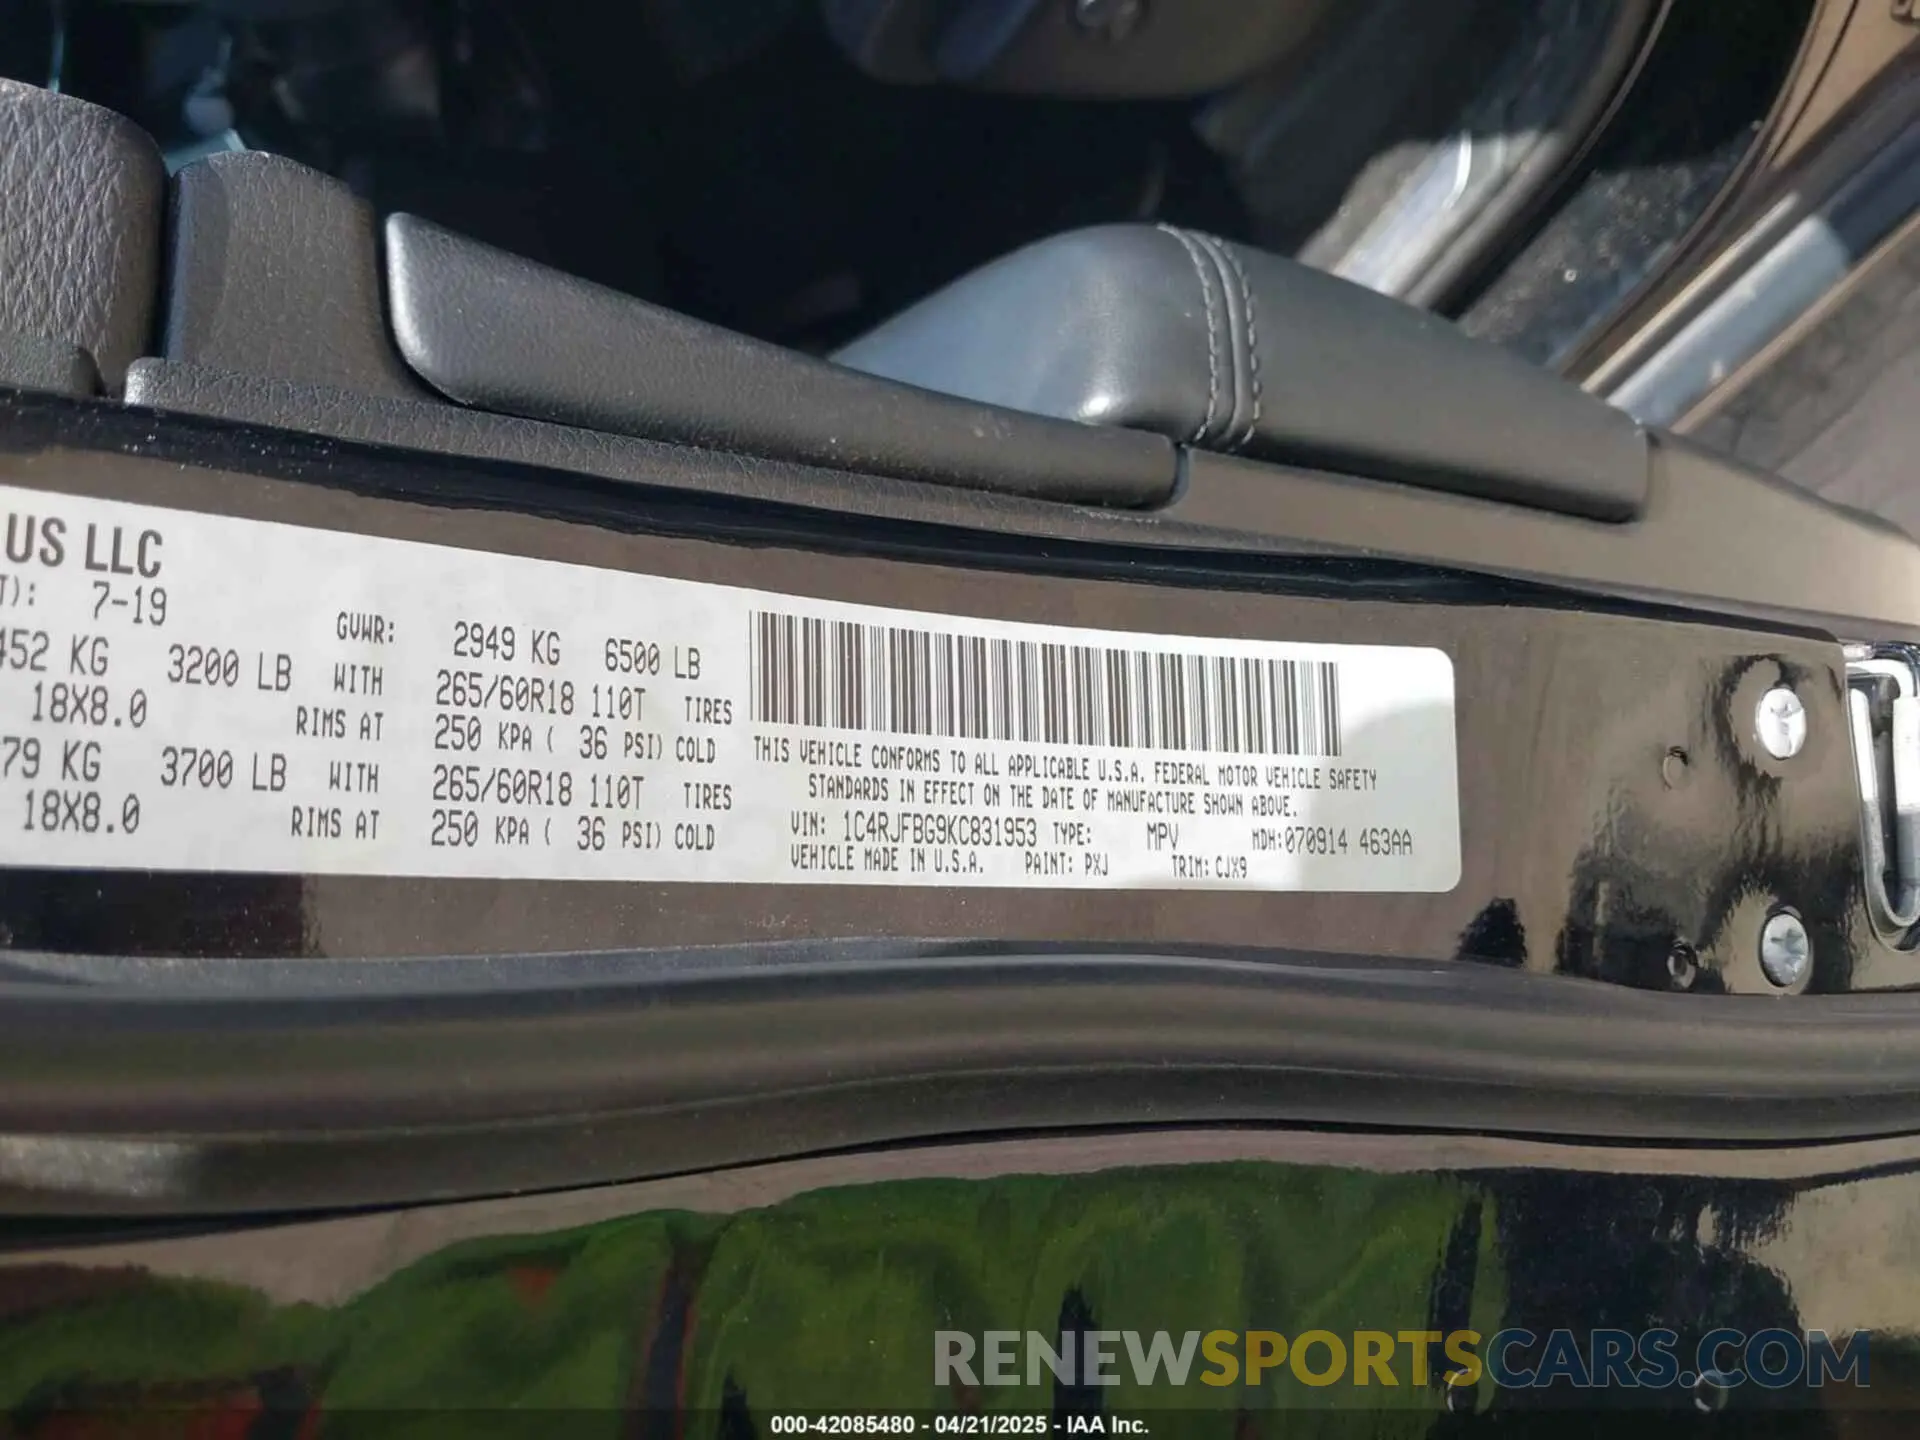 US LLC
T): 7-19
GVWR: 2949 KG 6500 LB
452 KG 3200 LB WITH 265/60R18 110T TIRES
18X8.0 RIMS AT 250 KPA ( 36 PSI) COLD
79 KG 3700 LB WITH 265/60R18 110T TIRES
18X8.0 RIMS AT 250 KPA ( 36 PSI) COLD
THIS VEHICLE CONFORMS TO ALL APPLICABLE U.S.A. FEDERAL MOTOR VEHICLE SAFETY
STANDARDS IN EFFECT ON THE DATE OF MANUFACTURE SHOWN ABOVE.
VIN: 1C4RJFBG9KC831953 TYPE: MPV MDH:070914 463AA
VEHICLE MADE IN U.S.A. PAINT: PXJ TRIM: CJX9
RENEWSPORTSCARS.COM
000-42085480 - 04/21/2025 - IAA Inc.